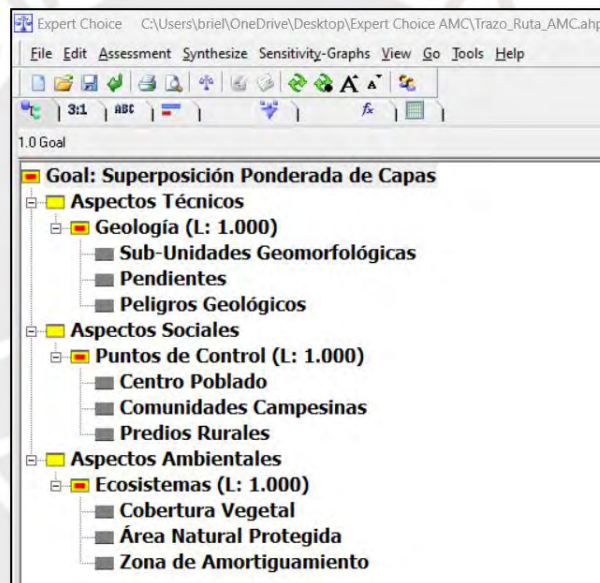 Expert Choice C:\Users\briel\OneDrive\Desktop\Expert Choice AMC\Trazo_Ruta_AMC.ahp
File Edit Assessment Synthesize Sensitivity-Graphs View Go Tools Help
A A
3:1 ABC fx
1.0 Goal
Goal: Superposición Ponderada de Capas
Aspectos Técnicos
Geología (L: 1.000)
Sub-Unidades Geomorfológicas
Pendientes
Peligros Geológicos
Aspectos Sociales
Puntos de Control (L: 1.000)
Centro Poblado
Comunidades Campesinas
Predios Rurales
Aspectos Ambientales
Ecosistemas (L: 1.000)
Cobertura Vegetal
Área Natural Protegida
Zona de Amortiguamiento